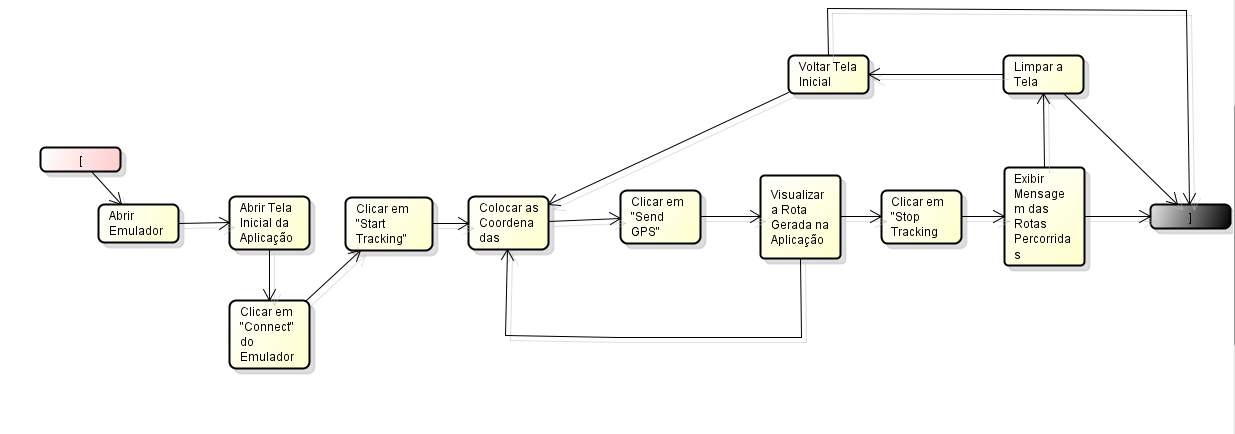 [
Abrir
Emulador
Abrir Tela
Inicial da
Aplicação
Clicar em
"Connect"
do
Emulador
Clicar em
"Start
Tracking"
Colocar as
Coordena
das
Clicar em
"Send
GPS"
Visualizar
a Rota
Gerada na
Aplicação
Clicar em
"Stop
Tracking
Exibir
Mensage
m das
Rotas
Percorrida
s
Limpar a
Tela
Voltar Tela
Inicial
]